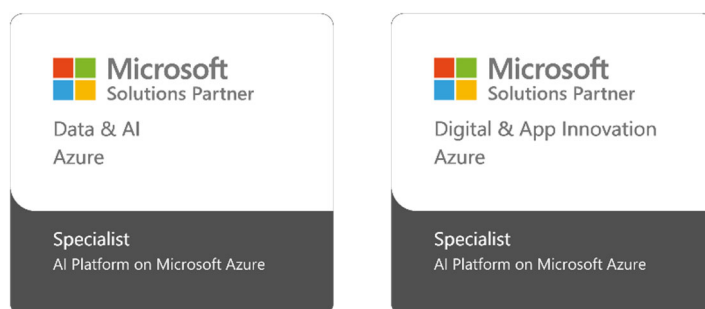 Microsoft
Solutions Partner
Data & AI
Azure
Specialist
AI Platform on Microsoft Azure
Microsoft
Solutions Partner
Digital & App Innovation
Azure
Specialist
AI Platform on Microsoft Azure